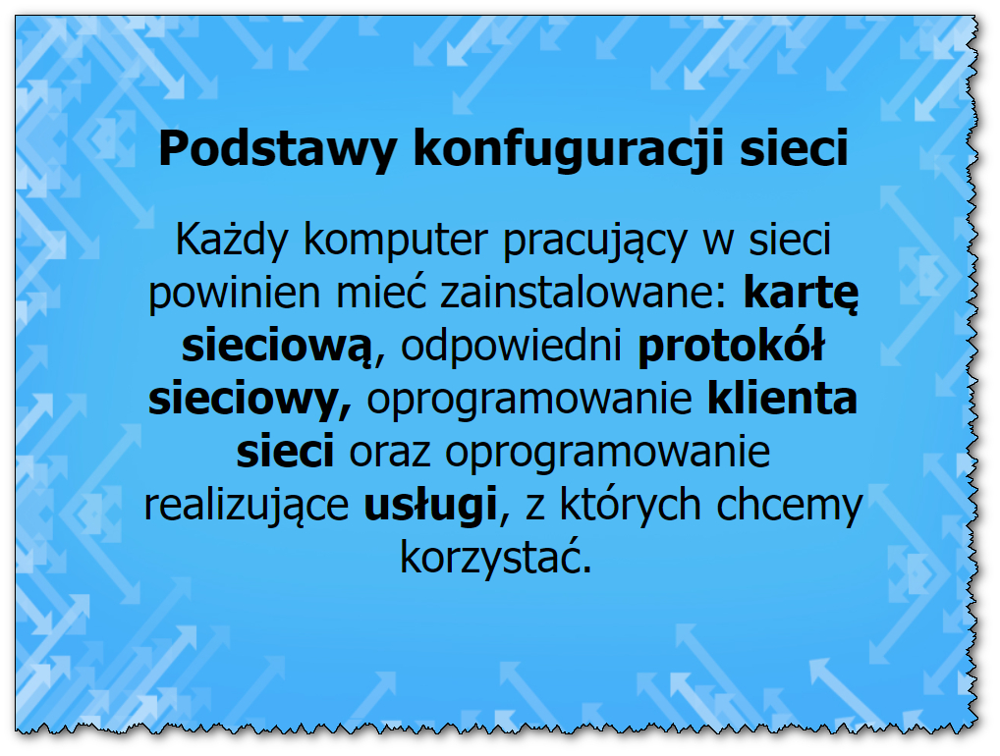 Podstawy konfuguracji sieci
Każdy komputer pracujący w sieci
powinien mieć zainstalowane: kartę
sieciową, odpowiedni protokół
sieciowy, oprogramowanie klienta
sieci oraz oprogramowanie
realizujące usługi, z których chcemy
korzystać.